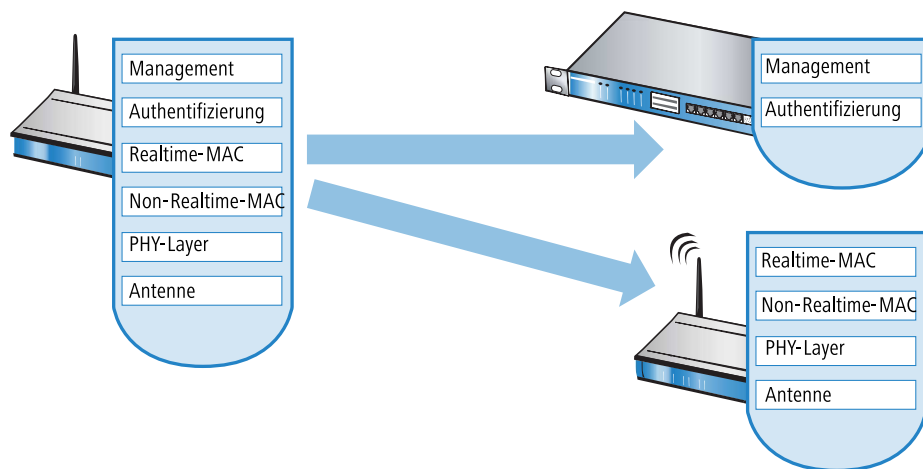 Management
Authentifizierung
Realtime-MAC
Non-Realtime-MAC
PHY-Layer
Antenne
Management
Authentifizierung
Realtime-MAC
Non-Realtime-MAC
PHY-Layer
Antenne